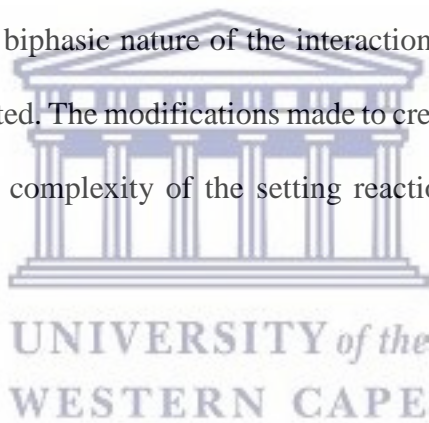 biphasic nature of the interaction
ted. The modifications made to cre
complexity of the setting reactio
UNIVERSITY of the
WESTERN CAPE